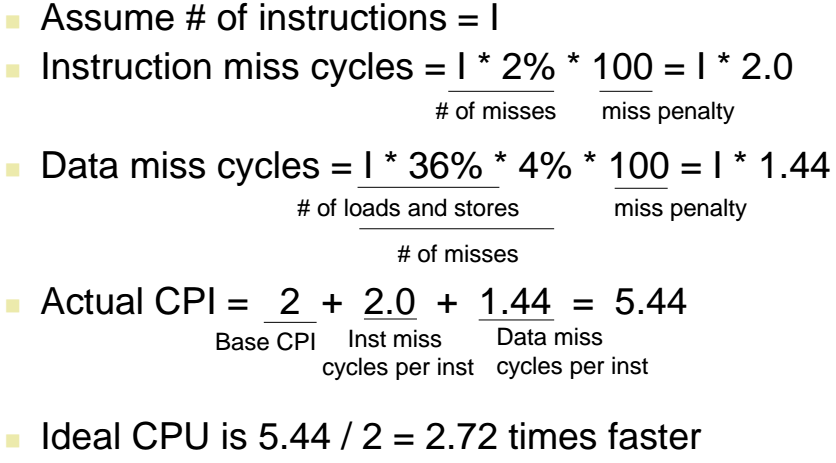 Assume # of instructions = I
Instruction miss cycles = I * 2% * 100 = I * 2.0
# of misses miss penalty
Data miss cycles = I * 36% * 4% * 100 = I * 1.44
# of loads and stores miss penalty
# of misses
Actual CPI = 2 + 2.0 + 1.44 = 5.44
Base CPI Inst miss Data miss
cycles per inst cycles per inst
Ideal CPU is 5.44 / 2 = 2.72 times faster